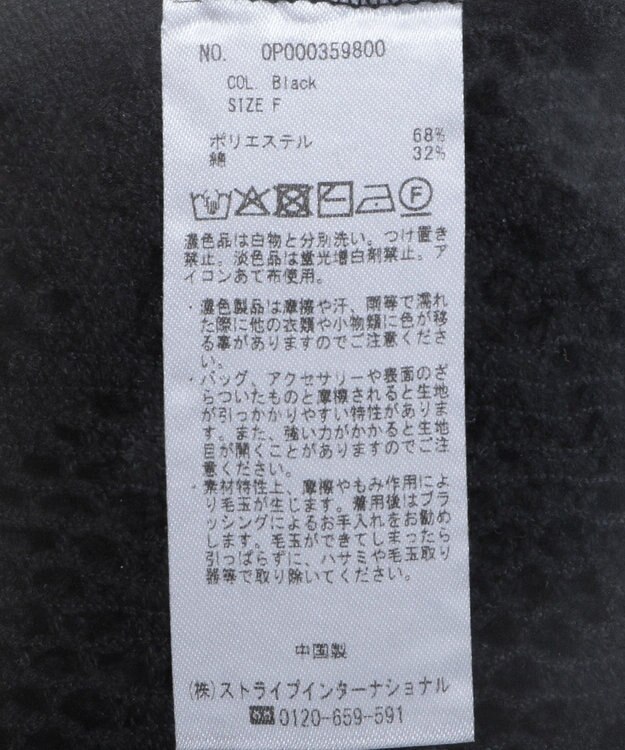 NO. OP000359800
COL. Black
SIZE F
ポリエステル 68%
綿 32%
濃色品は白物と分別洗い。つけ置き
禁止。淡色品は蛍光増白剤禁止。ア
イコンあて布使用。
・濃色製品は摩擦や汗、雨等で濡れ
た際に他の衣類や小物類に色が移
る事がありますのでご注意くださ
い。
・バッグ、アクセサリーや表面のざ
らついたものと摩擦されると生地
が引っかかりやすい特性がありま
す。また、強い力がかかると生地
目が開くことがありますのでご注
意ください。
・素材特性上、摩擦やもみ作用によ
り毛玉が生じます。着用後はブラ
ッシングによるお手入れをお勧め
します。毛玉ができてしまったら
引っぱらずに、ハサミや毛玉取り
器等で取り除いてください。
中国製
(株)ストライプインターナショナル
0120-659-591